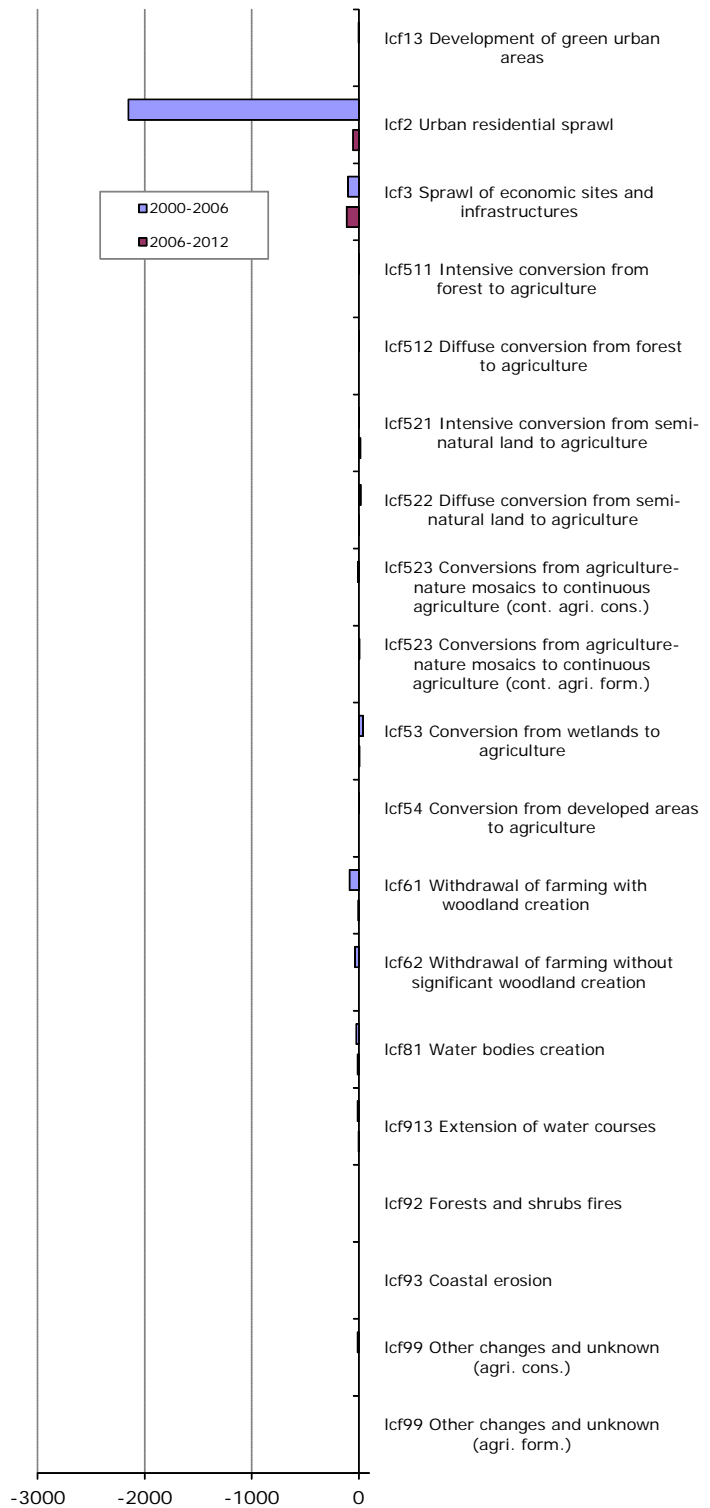 lcf13 Development of green urban
areas
lcf2 Urban residential sprawl
lcf3 Sprawl of economic sites and
infrastructures
2000-2006
2006-2012
lcf511 Intensive conversion from
forest to agriculture
lcf512 Diffuse conversion from forest
to agriculture
lcf521 Intensive conversion from semi-
natural land to agriculture
lcf522 Diffuse conversion from semi-
natural land to agriculture
lcf523 Conversions from agriculture-
nature mosaics to continuous
agriculture (cont. agri. cons.)
lcf523 Conversions from agriculture-
nature mosaics to continuous
agriculture (cont. agri. form.)
lcf53 Conversion from wetlands to
agriculture
lcf54 Conversion from developed areas
to agriculture
lcf61 Withdrawal of farming with
woodland creation
lcf62 Withdrawal of farming without
significant woodland creation
lcf81 Water bodies creation
lcf913 Extension of water courses
lcf92 Forests and shrubs fires
lcf93 Coastal erosion
lcf99 Other changes and unknown
(agri. cons.)
lcf99 Other changes and unknown
(agri. form.)
-3000 -2000 -1000 0